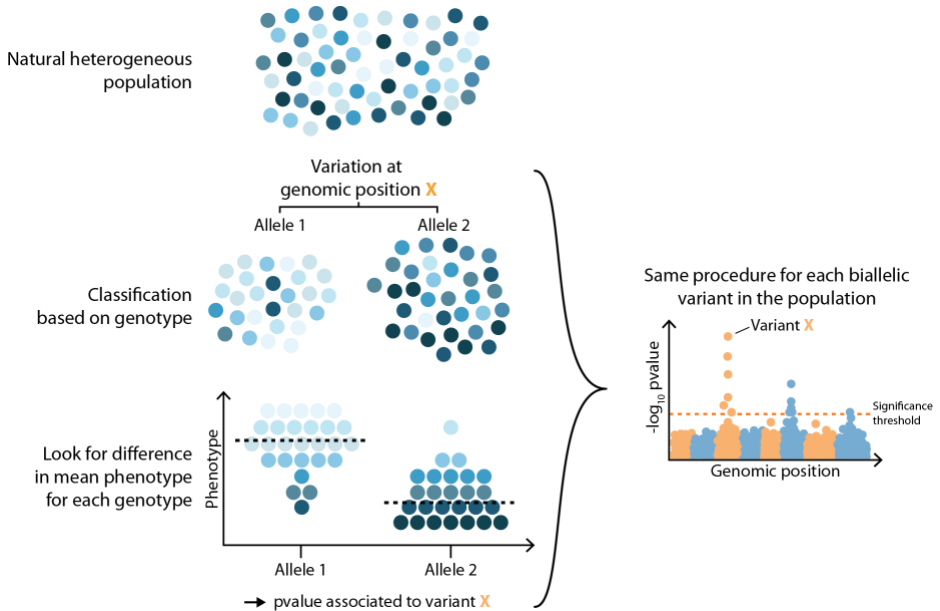 Natural heterogeneous
population
Variation at
genomic position X
Allele 1
Allele 2
Classification
based on genotype
Look for difference
in mean phenotype
for each genotype
Phenotype
Allele 1
Allele 2
→ pvalue associated to variant X
Same procedure for each biallelic
variant in the population
Variant X
-log10 pvalue
Significance
threshold
Genomic position